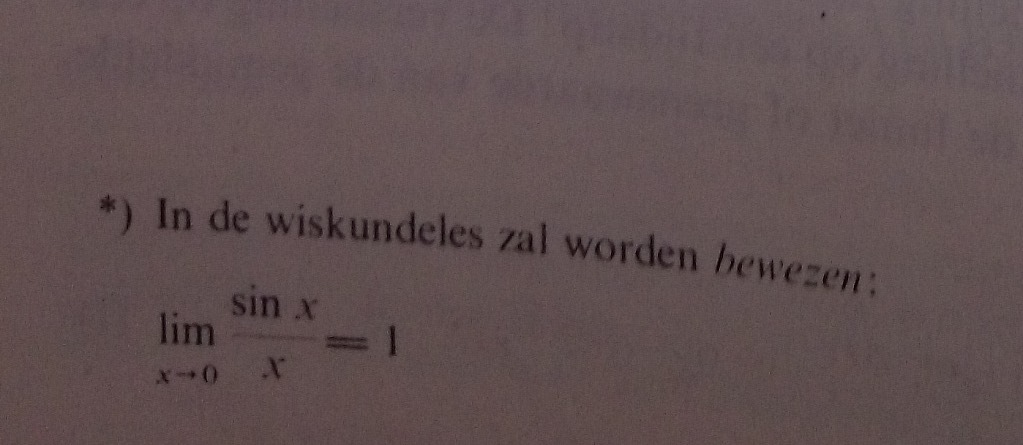 *) In de wiskundeles zal worden bewezen:
lim sin x / x = 1
x→0